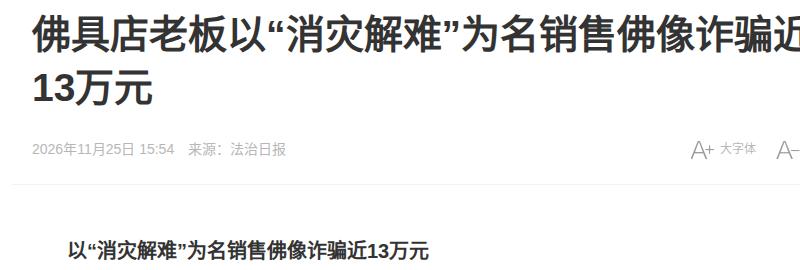 佛具店老板以“消灾解难”为名销售佛像诈骗近
13万元
2026年11月25日 15:54 来源：法治日报 A+ 大字体 A-
以“消灾解难”为名销售佛像诈骗近13万元